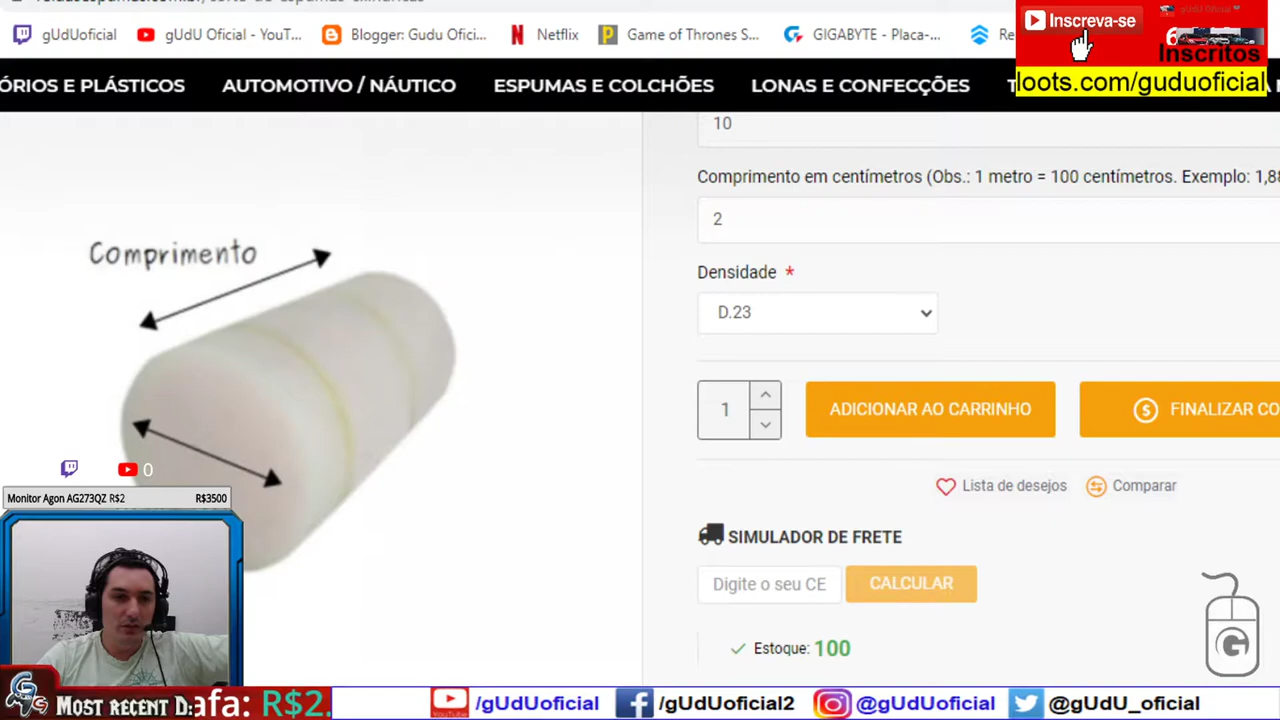 gUdUoficial
gUdU Oficial - YouT...
Blogger: Gudu Ofici...
Netflix
Game of Thrones S...
GIGABYTE - Placa-...
Inscreva-se
Inscritos
loots.com/guduoficial
ÓRIOS E PLÁSTICOS
AUTOMOTIVO / NÁUTICO
ESPUMAS E COLCHÕES
LONAS E CONFECÇÕES
10
Comprimento em centímetros (Obs.: 1 metro = 100 centímetros. Exemplo: 1,88
2
Comprimento
Densidade *
D.23
1
ADICIONAR AO CARRINHO
FINALIZAR CO
Lista de desejos
Comparar
0
Monitor Agon AG273QZ R$2
R$3500
SIMULADOR DE FRETE
Digite o seu CE
CALCULAR
Estoque: 100
Most recent D:afa: R$2.
/gUdUoficial
/gUdUoficial2
@gUdUoficial
@gUdU_oficial